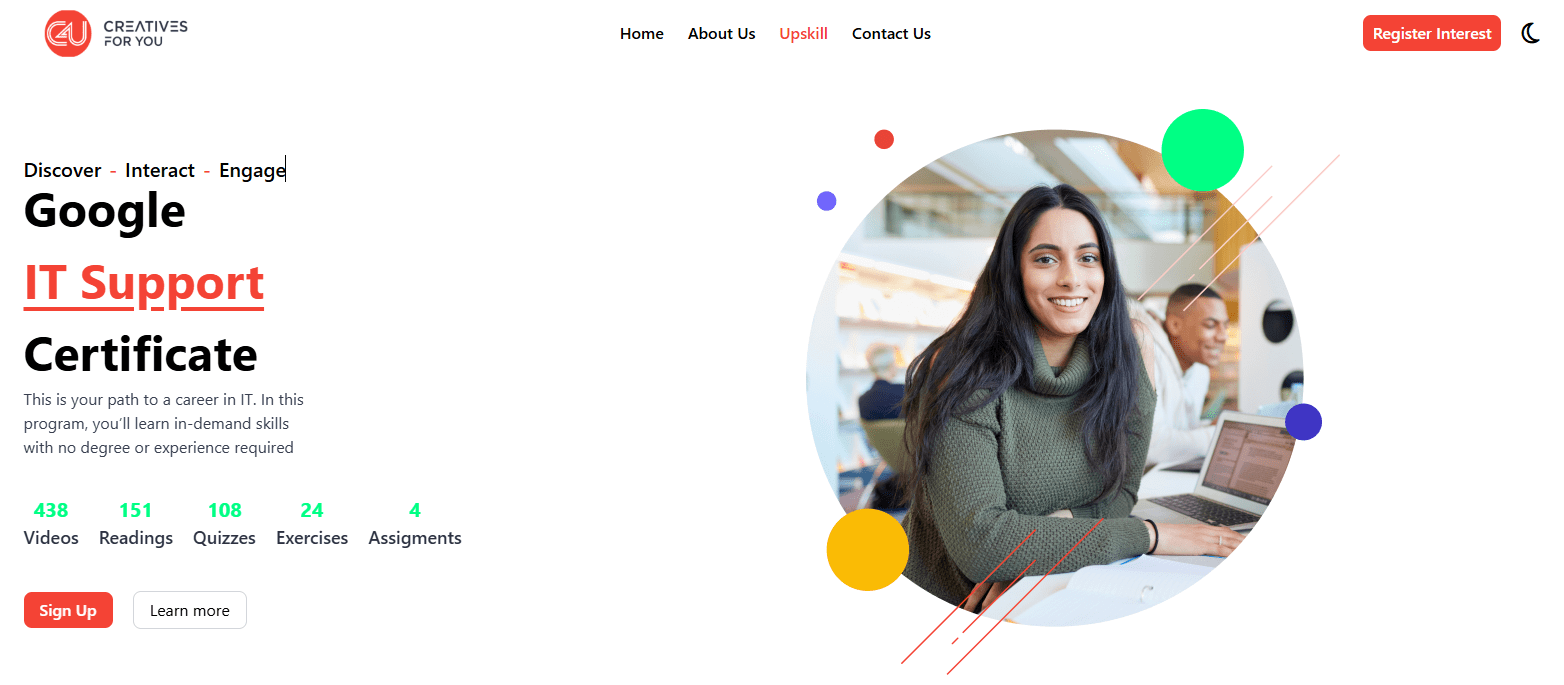 C4U CREATIVES
FOR YOU
Home About Us Upskill Contact Us
Register Interest
Discover - Interact - Engage
Google
IT Support
Certificate
This is your path to a career in IT. In this
program, you’ll learn in-demand skills
with no degree or experience required
438 151 108 24 4
Videos Readings Quizzes Exercises Assigments
Sign Up Learn more